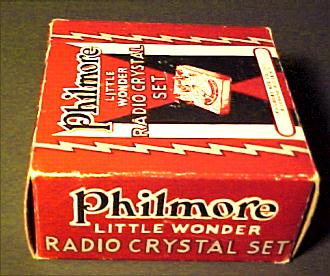 Philmore
LITTLE
WONDER
RADIO CRYSTAL
SET
Philmore
LITTLE WONDER
RADIO CRYSTAL SET